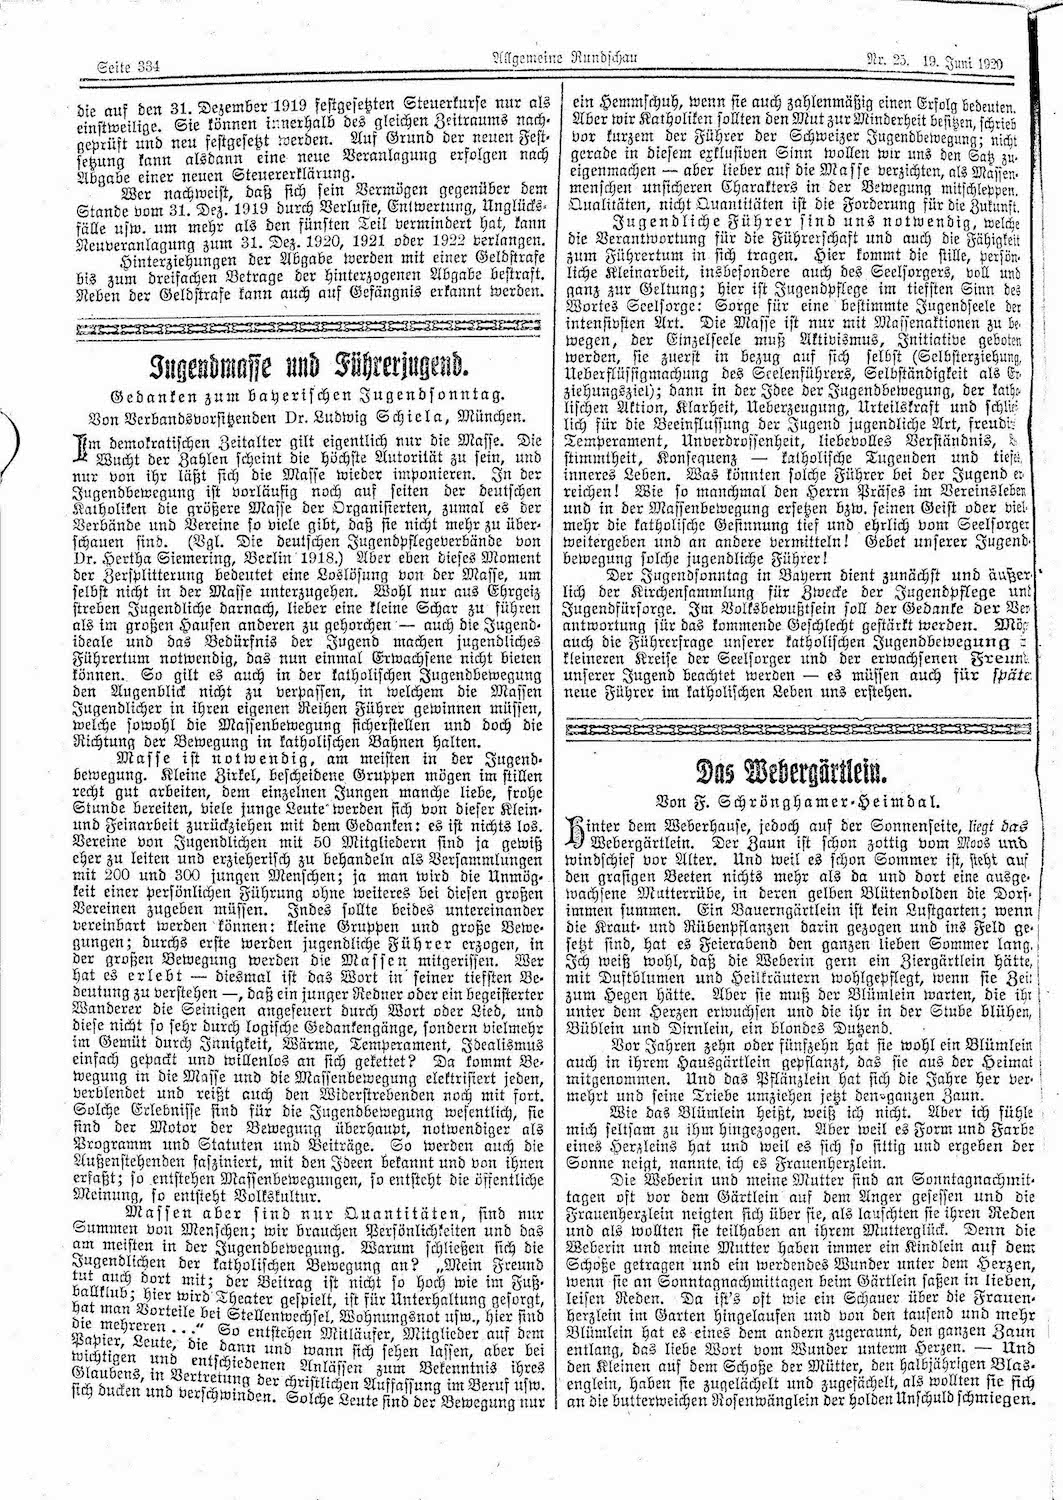 Seite 334
Allgemeine Rundschau
Nr. 25. 19. Juni 1920
die auf den 31. Dezember 1919 festgesetzten Steuerkurse nur als
einstweilige. Sie können innerhalb des gleichen Zeitraums nach-
geprüft und neu festgesetzt werden. Auf Grund der neuen Fest-
setzung kann alsdann eine neue Veranlagung erfolgen nach
Abgabe einer neuen Steuererklärung.
Wer nachweist, daß sich sein Vermögen gegenüber dem
Stande vom 31. Dez. 1919 durch Verluste, Entwertung, Unglücks-
fälle usw. um mehr als den fünften Teil vermindert hat, kann
Neuveranlagung zum 31. Dez. 1920, 1921 oder 1922 verlangen.
Hinterziehungen der Abgabe werden mit einer Geldstrafe
bis zum dreifachen Betrage der hinterzogenen Abgabe bestraft.
Neben der Geldstrafe kann auch auf Gefängnis erkannt werden.
Jugendmasse und Führerjugend.
Gedanken zum bayerischen Jugendsonntag.
Von Verbandsvorsitzenden Dr. Ludwig Schiela, München.
Im demokratischen Zeitalter gilt eigentlich nur die Masse. Die
Wucht der Zahlen scheint die höchste Autorität zu sein, und
nur von ihr läßt sich die Masse wieder imponieren. In der
Jugendbewegung ist vorläufig noch auf seiten der deutschen
Katholiken die größere Masse der Organisierten, zumal es der
Verbände und Vereine so viele gibt, daß sie nicht mehr zu über-
schauen sind. (Vgl. Die deutschen Jugendpflegeverbände von
Dr. Hertha Siemering, Berlin 1918.) Aber eben dieses Moment
der Zersplitterung bedeutet eine Loslösung von der Masse, um
selbst nicht in der Masse unterzugehen. Wohl nur aus Ehrgeiz
streben Jugendliche darnach, lieber eine kleine Schar zu führen
als im großen Haufen anderen zu gehorchen — auch die Jugend-
ideale und das Bedürfnis der Jugend machen jugendliches
Führertum notwendig, das nun einmal Erwachsene nicht bieten
können. So gilt es auch in der katholischen Jugendbewegung
den Augenblick nicht zu verpassen, in welchem die Massen
Jugendlicher in ihren eigenen Reihen Führer gewinnen müssen,
welche sowohl die Massenbewegung sicherstellen und doch die
Richtung der Bewegung in katholischen Bahnen halten.
Masse ist notwendig, am meisten in der Jugend-
bewegung. Kleine Zirkel, bescheidene Gruppen mögen im stillen
recht gut arbeiten, dem einzelnen Jungen manche liebe, frohe
Stunde bereiten, viele junge Leute werden sich von dieser Klein-
und Feinarbeit zurückziehen mit dem Gedanken: es ist nichts los.
Vereine von Jugendlichen mit 50 Mitgliedern sind ja gewiß
eher zu leiten und erzieherisch zu behandeln als Versammlungen
mit 200 und 300 jungen Menschen; ja man wird die Unmög-
keit einer persönlichen Führung ohne weiteres bei diesen großen
Vereinen zugeben müssen. Indes sollte beides untereinander
vereinbart werden können: kleine Gruppen und große Bewe-
gungen; durchs erste werden jugendliche Führer erzogen, in
der großen Bewegung werden die Massen mitgerissen. Wer
hat es erlebt — diesmal ist das Wort in seiner tiefsten Be-
deutung zu verstehen —, daß ein junger Redner oder ein begeisterter
Wanderer die Seinigen angefeuert durch Wort oder Lied, und
diese nicht so sehr durch logische Gedankengänge, sondern vielmehr
im Gemüt durch Innigkeit, Wärme, Temperament, Idealismus
einfach gepackt und willenlos an sich gekettet? Da kommt Be-
wegung in die Masse und die Massenbewegung elektrisiert jeden,
verblendet und reißt auch den Widerstrebenden noch mit fort.
Solche Erlebnisse sind für die Jugendbewegung wesentlich, sie
sind der Motor der Bewegung überhaupt, notwendiger als
Programm und Statuten und Beiträge. So werden auch die
Außenstehenden fasziniert, mit den Ideen bekannt und von ihnen
erfaßt; so entstehen Massenbewegungen, so entsteht die öffentliche
Meinung, so entsteht Volkskultur.
Massen aber sind nur Quantitäten, sind nur
Summen von Menschen; wir brauchen Persönlichkeiten und das
am meisten in der Jugendbewegung. Warum schließen sich die
Jugendlichen der katholischen Bewegung an? „Mein Freund
tut auch dort mit; der Beitrag ist nicht so hoch wie im Fuß-
ballklub; hier wird Theater gespielt, ist für Unterhaltung gesorgt,
hat man Vorteile bei Stellenwechsel, Wohnungsnot usw., hier sind
die mehreren . . .“ So entstehen Mitläufer, Mitglieder auf dem
Papier, Leute, die dann und wann sich sehen lassen, aber bei
wichtigen und entschiedenen Anlässen zum Bekenntnis ihres
Glaubens, in Vertretung der christlichen Auffassung im Beruf usw.
sich ducken und verschwinden. Solche Leute sind der Bewegung nur
ein Hemmschuh, wenn sie auch zahlenmäßig einen Erfolg bedeuten.
Aber wir Katholiken sollten den Mut zur Minderheit besitzen, schrieb
vor kurzem der Führer der Schweizer Jugendbewegung; nicht
gerade in diesem exklusiven Sinn wollen wir uns den Satz zu-
eigenmachen — aber lieber auf die Masse verzichten, als Massen-
menschen unsicheren Charakters in der Bewegung mitschleppen.
Qualitäten, nicht Quantitäten ist die Forderung für die Zukunft.
Jugendliche Führer sind uns notwendig, welche
die Verantwortung für die Führerschaft und auch die Fähigkeit
zum Führertum in sich tragen. Hier kommt die stille, persön-
liche Kleinarbeit, insbesondere auch des Seelsorgers, voll und
ganz zur Geltung; hier ist Jugendpflege im tiefsten Sinn des
Wortes Seelsorge: Sorge für eine bestimmte Jugendseele der
intensivsten Art. Die Masse ist nur mit Massenaktionen zu be-
wegen, der Einzelseele muß Aktivismus, Initiative geboten
werden, sie zuerst in bezug auf sich selbst (Selbsterziehung,
Ueberflüssigmachung des Seelenführers, Selbständigkeit als Er-
ziehungsziel); dann in der Idee der Jugendbewegung, der katho-
lischen Aktion, Klarheit, Ueberzeugung, Urteilskraft und schließ-
lich für die Beeinflussung der Jugend jugendliche Art, freudi
Temperament, Unverdrossenheit, liebevolles Verständnis,
stimmtheit, Konsequenz — katholische Tugenden und tiefste
inneres Leben. Was könnten solche Führer bei der Jugend er-
reichen! Wie so manchmal den Herrn Präses im Vereinsleben
und in der Massenbewegung ersetzen bzw. seinen Geist oder viel-
mehr die katholische Gesinnung tief und ehrlich vom Seelsorger
weitergeben und an andere vermitteln! Gebet unserer Jugend-
bewegung solche jugendliche Führer!
Der Jugendsonntag in Bayern dient zunächst und äußer-
lich der Kirchensammlung für Zwecke der Jugendpflege und
Jugendfürsorge. Im Volksbewußtsein soll der Gedanke der Ver-
antwortung für das kommende Geschlecht gestärkt werden. Mög
auch die Führerfrage unserer katholischen Jugendbewegung
kleineren Kreise der Seelsorger und der erwachsenen Freun
unserer Jugend beachtet werden — es müssen auch für späte
neue Führer im katholischen Leben uns erstehen.
Das Webergärtlein.
Von F. Schrönghamer-Heimdal.
Hinter dem Weberhause, jedoch auf der Sonnenseite, liegt das
Webergärtlein. Der Zaun ist schon zottig vom Moos und
windschief vor Alter. Und weil es schon Sommer ist, steht auf
den grasigen Beeten nichts mehr als da und dort eine ausge-
wachsene Mutterrübe, in deren gelben Blütendolden die Dorf-
immen summen. Ein Bauerngärtlein ist kein Lustgarten; wenn
die Kraut- und Rübenpflanzen darin gezogen und ins Feld ge-
setzt sind, hat es Feierabend den ganzen lieben Sommer lang.
Ich weiß wohl, daß die Weberin gern ein Ziergärtlein hätte,
mit Duftblumen und Heilkräutern wohlgepflegt, wenn sie Zeit
zum Hegen hätte. Aber sie muß der Blümlein warten, die ihr
unter dem Herzen erwuchsen und die ihr in der Stube blühen,
Büblein und Dirnlein, ein blondes Dutzend.
Vor Jahren zehn oder fünfzehn hat sie wohl ein Blümlein
auch in ihrem Hausgärtlein gepflanzt, das sie aus der Heimat
mitgenommen. Und das Pflänzlein hat sich die Jahre her ver-
mehrt und seine Triebe umziehen jetzt den ganzen Zaun.
Wie das Blümlein heißt, weiß ich nicht. Aber ich fühle
mich seltsam zu ihm hingezogen. Aber weil es Form und Farbe
eines Herzleins hat und weil es sich so sittig und ergeben der
Sonne neigt, nannte ich es Frauenherzlein.
Die Weberin und meine Mutter sind an Sonntagnachmit-
tagen oft vor dem Gärtlein auf dem Anger gesessen und die
Frauenherzlein neigten sich über sie, als lauschten sie ihren Reden
und als wollten sie teilhaben an ihrem Mutterglück. Denn die
Weberin und meine Mutter haben immer ein Kindlein auf dem
Schoße getragen und ein werdendes Wunder unter dem Herzen,
wenn sie an Sonntagnachmittagen beim Gärtlein saßen in lieben,
leisen Reden. Da ist's oft wie ein Schauer über die Frauen-
herzlein im Garten hingelaufen und von den tausend und mehr
Blümlein hat es eines dem andern zugeraunt, den ganzen Zaun
entlang, das liebe Wort vom Wunder unterm Herzen. — Und
den Kleinen auf dem Schoße der Mütter, den halbjährigen Blas-
englein, haben sie zugelächelt und zugefächelt, als wollten sie sich
an die butterweichen Rosenwänglein der holden Unschuld schmiegen.